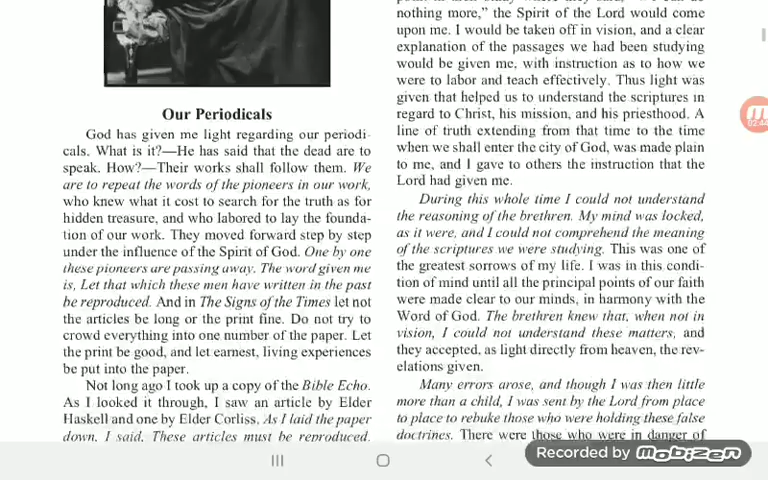 Our Periodicals
God has given me light regarding our periodi-
cals. What is it?—He has said that the dead are to
speak. How?—Their works shall follow them. We
are to repeat the words of the pioneers in our work,
who knew what it cost to search for the truth as for
hidden treasure, and who labored to lay the founda-
tion of our work. They moved forward step by step
under the influence of the Spirit of God. One by one
these pioneers are passing away. The word given me
is, Let that which these men have written in the past
be reproduced. And in The Signs of the Times let not
the articles be long or the print fine. Do not try to
crowd everything into one number of the paper. Let
the print be good, and let earnest, living experiences
be put into the paper.
Not long ago I took up a copy of the Bible Echo.
As I looked it through, I saw an article by Elder
Haskell and one by Elder Corliss. As I laid the paper
down, I said, These articles must be reproduced.
nothing more,” the Spirit of the Lord would come
upon me. I would be taken off in vision, and a clear
explanation of the passages we had been studying
would be given me, with instruction as to how we
were to labor and teach effectively. Thus light was
given that helped us to understand the scriptures in
regard to Christ, his mission, and his priesthood. A
line of truth extending from that time to the time
when we shall enter the city of God, was made plain
to me, and I gave to others the instruction that the
Lord had given me.
During this whole time I could not understand
the reasoning of the brethren. My mind was locked,
as it were, and I could not comprehend the meaning
of the scriptures we were studying. This was one of
the greatest sorrows of my life. I was in this condi-
tion of mind until all the principal points of our faith
were made clear to our minds, in harmony with the
Word of God. The brethren knew that, when not in
vision, I could not understand these matters, and
they accepted, as light directly from heaven, the rev-
elations given.
Many errors arose, and though I was then little
more than a child, I was sent by the Lord from place
to place to rebuke those who were holding these false
doctrines. There were those who were in danger of
02:44
Recorded by mobizen